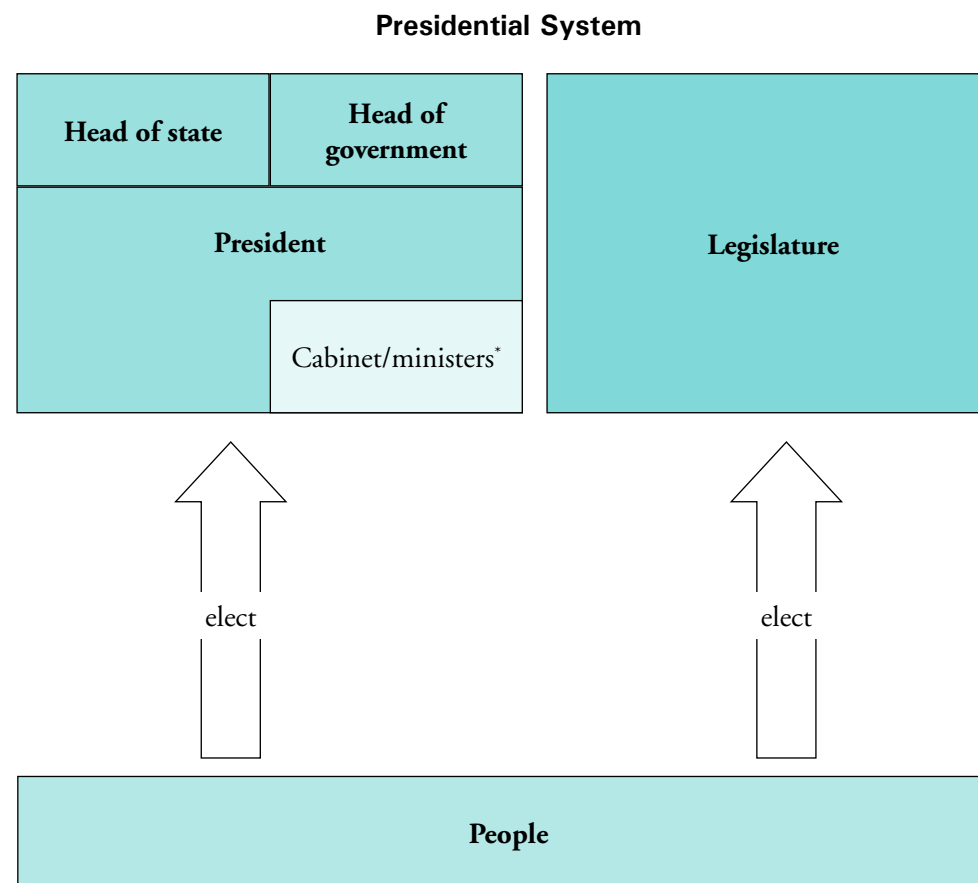 Presidential System
Head of state
Head of
government
President
Legislature
Cabinet/ministers*
elect
elect
People